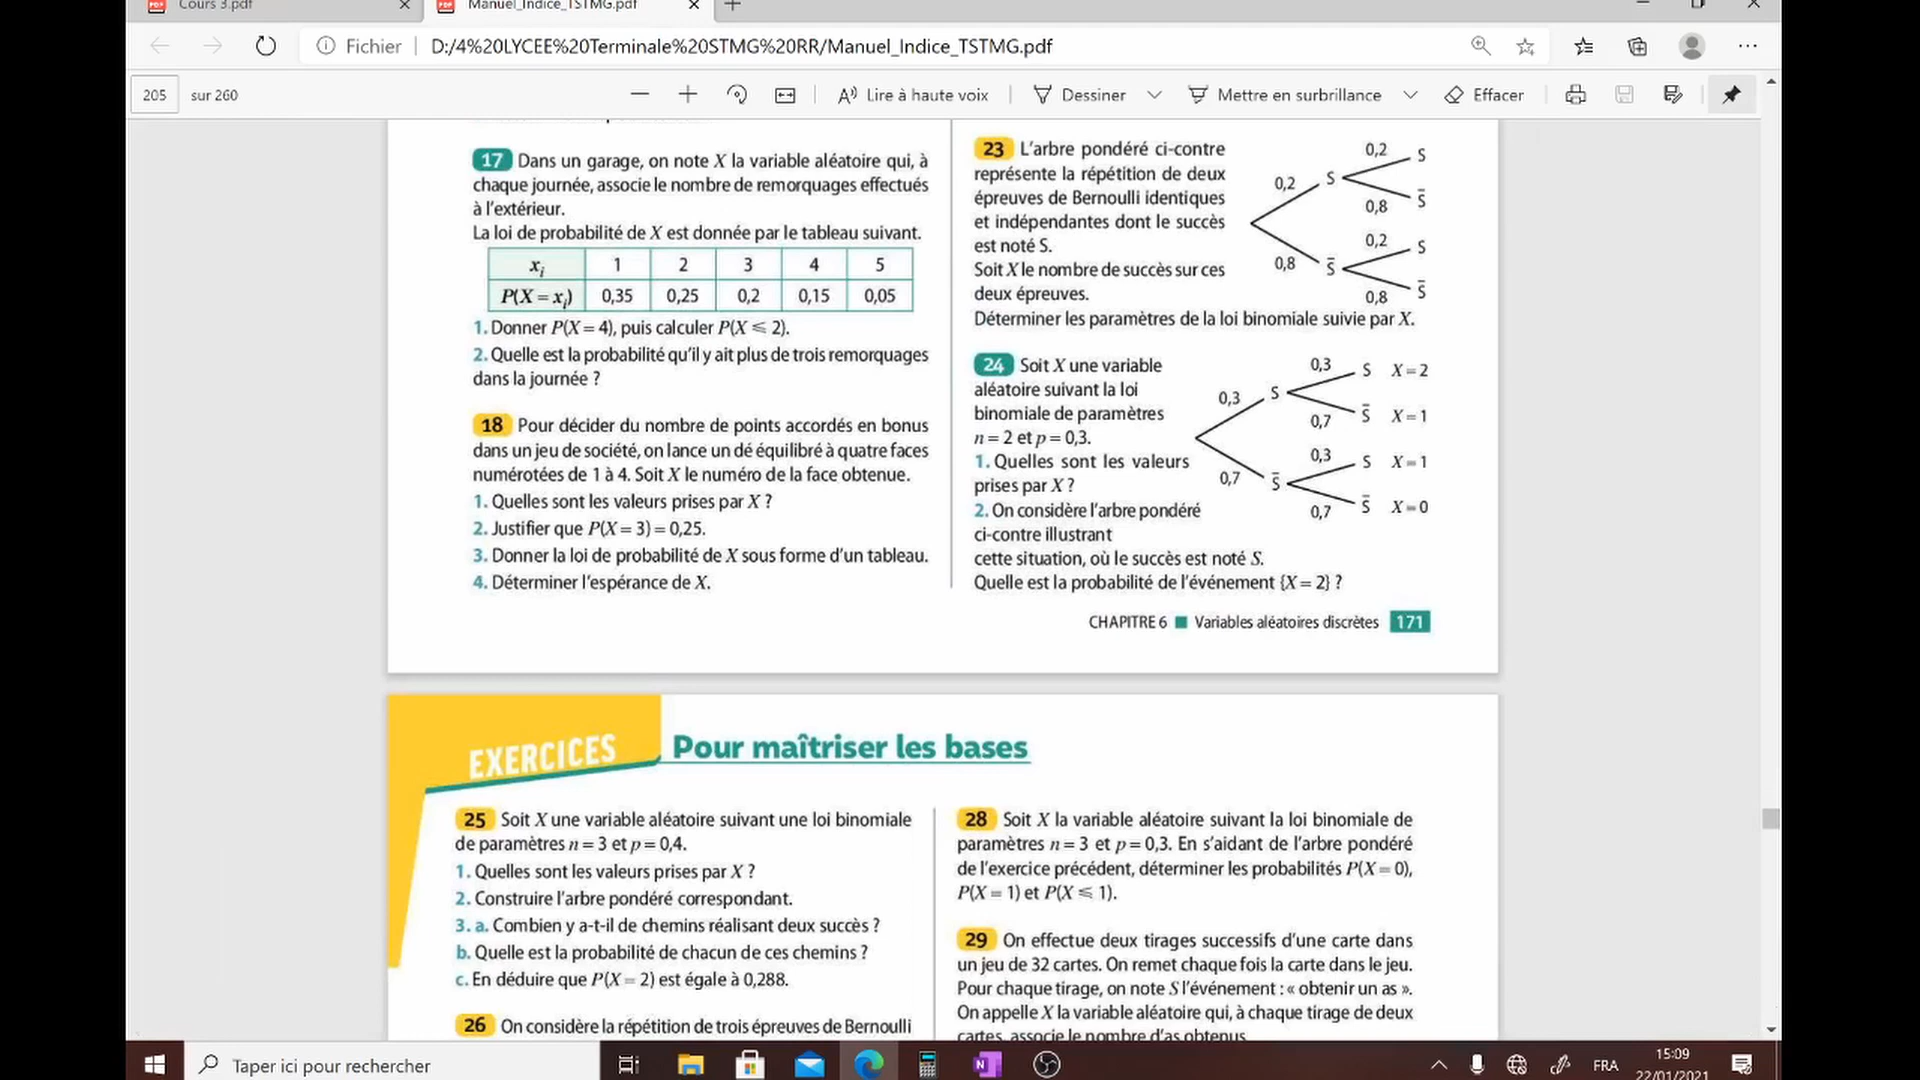 Cours 3.pdf
Manuel_Indice_TSTMG.pdf
Fichier
D:/4%20LYCEE%20Terminale%20STMG%20RR/Manuel_Indice_TSTMG.pdf
205 sur 260
Lire à haute voix
Dessiner
Mettre en surbrillance
Effacer
17 Dans un garage, on note X la variable aléatoire qui, à
chaque journée, associe le nombre de remorquages effectués
à l'extérieur.
La loi de probabilité de X est donnée par le tableau suivant.
xi 1 2 3 4 5
P(X = xi) 0,35 0,25 0,2 0,15 0,05
1. Donner P(X = 4), puis calculer P(X ⩽ 2).
2. Quelle est la probabilité qu'il y ait plus de trois remorquages
dans la journée ?
18 Pour décider du nombre de points accordés en bonus
dans un jeu de société, on lance un dé équilibré à quatre faces
numérotées de 1 à 4. Soit X le numéro de la face obtenue.
1. Quelles sont les valeurs prises par X ?
2. Justifier que P(X = 3) = 0,25.
3. Donner la loi de probabilité de X sous forme d'un tableau.
4. Déterminer l'espérance de X.
23 L'arbre pondéré ci-contre
représente la répétition de deux
épreuves de Bernoulli identiques
et indépendantes dont le succès
est noté S.
Soit X le nombre de succès sur ces
deux épreuves.
Déterminer les paramètres de la loi binomiale suivie par X.
0,2 S
0,2 S
0,8 S̄
0,2 S
0,8 S̄
0,8 S̄
24 Soit X une variable
aléatoire suivant la loi
binomiale de paramètres
n = 2 et p = 0,3.
1. Quelles sont les valeurs
prises par X ?
2. On considère l'arbre pondéré
ci-contre illustrant
cette situation, où le succès est noté S.
Quelle est la probabilité de l'événement {X = 2} ?
0,3 S X = 2
0,3 S
0,7 S̄ X = 1
0,3 S X = 1
0,7 S̄
0,7 S̄ X = 0
CHAPITRE 6 ■ Variables aléatoires discrètes 171
EXERCICES
Pour maîtriser les bases
25 Soit X une variable aléatoire suivant une loi binomiale
de paramètres n = 3 et p = 0,4.
1. Quelles sont les valeurs prises par X ?
2. Construire l'arbre pondéré correspondant.
3. a. Combien y a-t-il de chemins réalisant deux succès ?
b. Quelle est la probabilité de chacun de ces chemins ?
c. En déduire que P(X = 2) est égale à 0,288.
26 On considère la répétition de trois épreuves de Bernoulli
28 Soit X la variable aléatoire suivant la loi binomiale de
paramètres n = 3 et p = 0,3. En s'aidant de l'arbre pondéré
de l'exercice précédent, déterminer les probabilités P(X = 0),
P(X = 1) et P(X ⩽ 1).
29 On effectue deux tirages successifs d'une carte dans
un jeu de 32 cartes. On remet chaque fois la carte dans le jeu.
Pour chaque tirage, on note S l'événement : « obtenir un as ».
On appelle X la variable aléatoire qui, à chaque tirage de deux
cartes, associe le nombre d'as obtenus.
Taper ici pour rechercher
FRA
15:09
22/01/2021